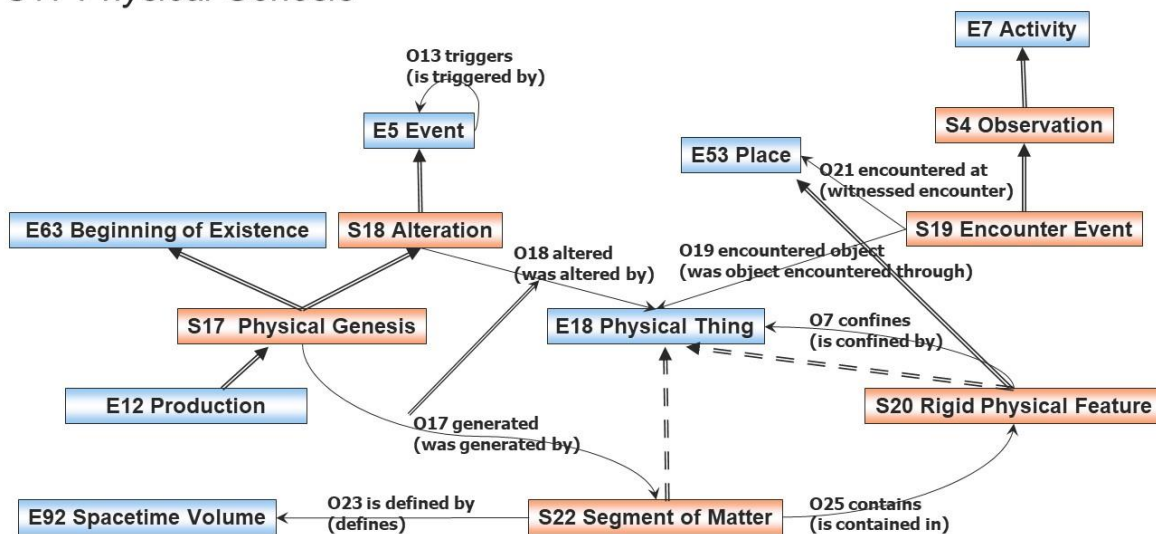 E7 Activity
O13 triggers
(is triggered by)
E5 Event
S4 Observation
E53 Place
O21 encountered at
(witnessed encounter)
E63 Beginning of Existence
S18 Alteration
S19 Encounter Event
O18 altered
(was altered by)
O19 encountered object
(was object encountered through)
S17 Physical Genesis
E18 Physical Thing
O7 confines
(is confined by)
E12 Production
S20 Rigid Physical Feature
O17 generated
(was generated by)
E92 Spacetime Volume
O23 is defined by
(defines)
S22 Segment of Matter
O25 contains
(is contained in)